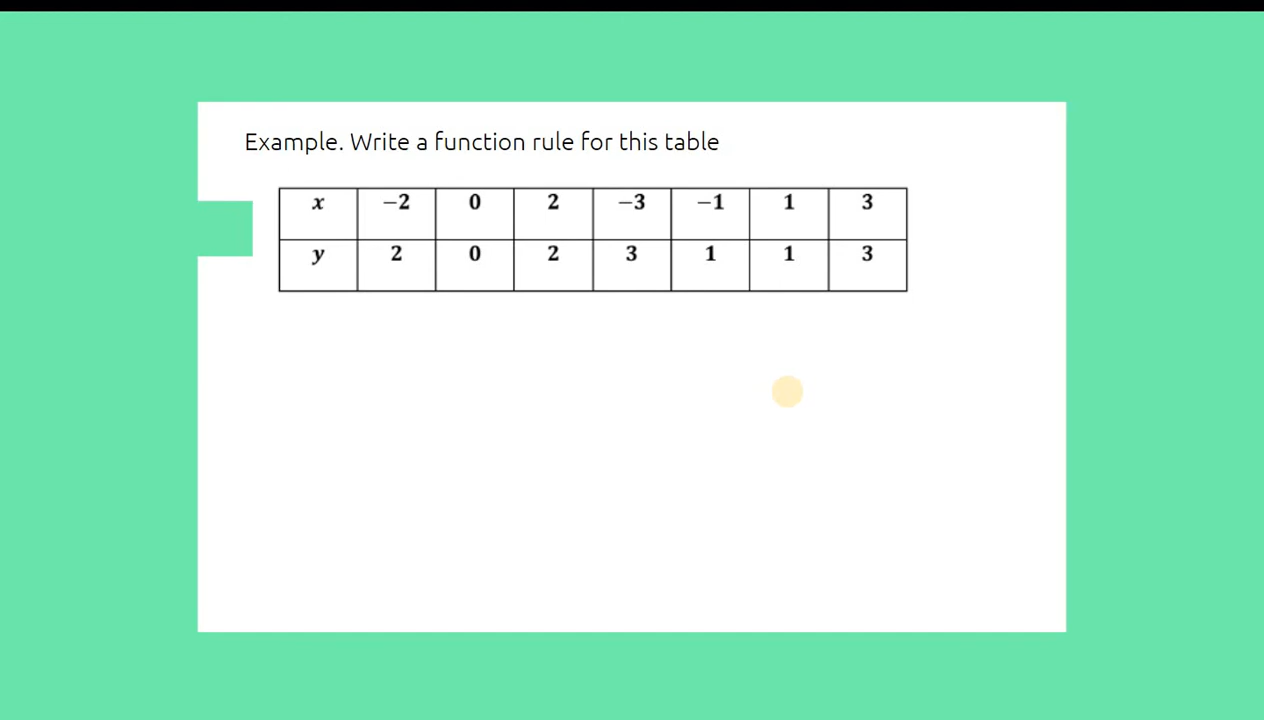 Example. Write a function rule for this table
x −2 0 2 −3 −1 1 3
y 2 0 2 3 1 1 3